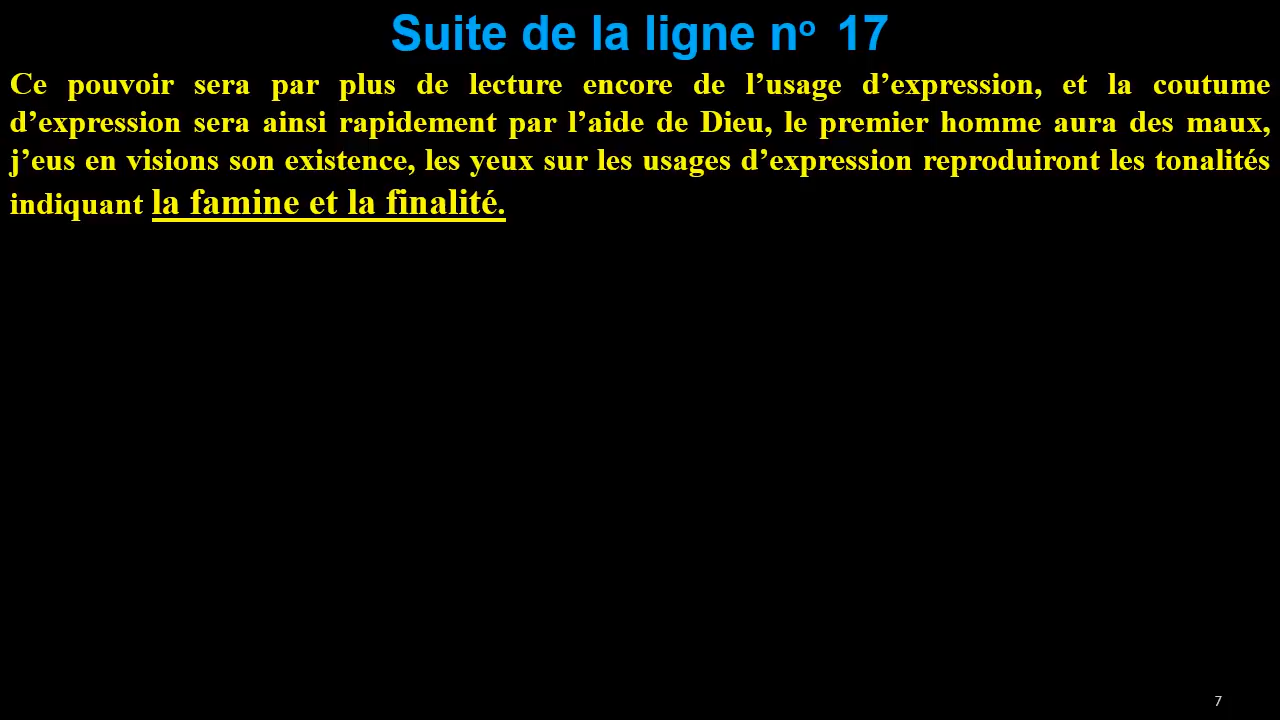 Suite de la ligne nº 17
Ce pouvoir sera par plus de lecture encore de l’usage d’expression, et la coutume
d’expression sera ainsi rapidement par l’aide de Dieu, le premier homme aura des maux,
j’eus en visions son existence, les yeux sur les usages d’expression reproduiront les tonalités
indiquant la famine et la finalité.
7